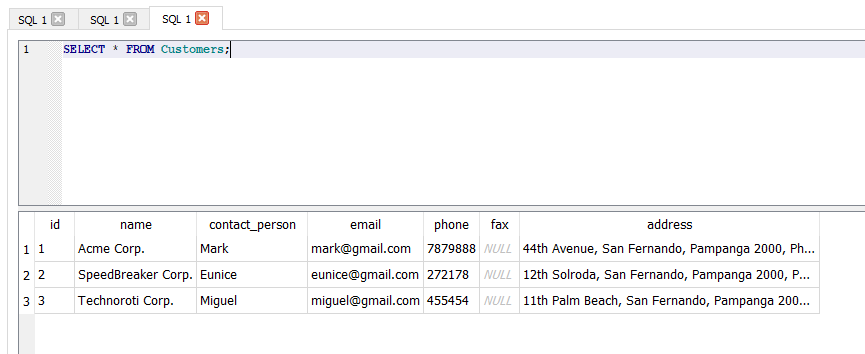 SQL 1 SQL 1 SQL 1
1 SELECT * FROM Customers;
id name contact_person email phone fax address
1 1 Acme Corp. Mark mark@gmail.com 7879888 NULL 44th Avenue, San Fernando, Pampanga 2000, Ph...
2 2 SpeedBreaker Corp. Eunice eunice@gmail.com 272178 NULL 12th Solroda, San Fernando, Pampanga 2000, P...
3 3 Technoroti Corp. Miguel miguel@gmail.com 455454 NULL 11th Palm Beach, San Fernando, Pampanga 200...